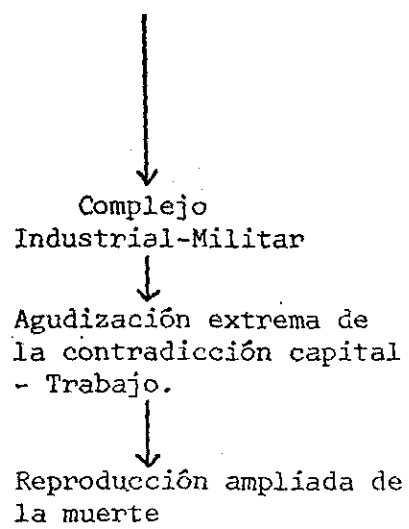 Complejo
Industrial-Militar
Agudización extrema de
la contradicción capital
- Trabajo.
Reproducción ampliada de
la muerte